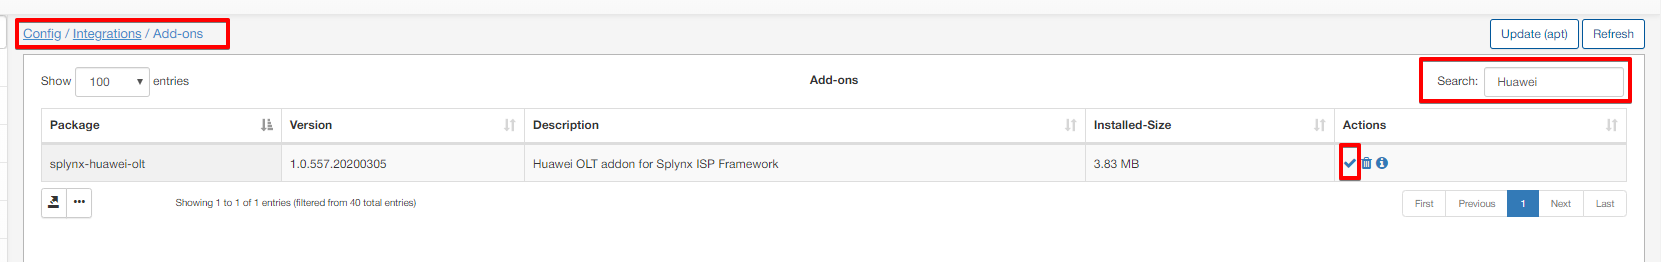 Config / Integrations / Add-ons
Update (apt) Refresh
Show 100 entries Add-ons Search: Huawei
Package Version Description Installed-Size Actions
splynx-huawei-olt 1.0.557.20200305 Huawei OLT addon for Splynx ISP Framework 3.83 MB
Showing 1 to 1 of 1 entries (filtered from 40 total entries) First Previous 1 Next Last